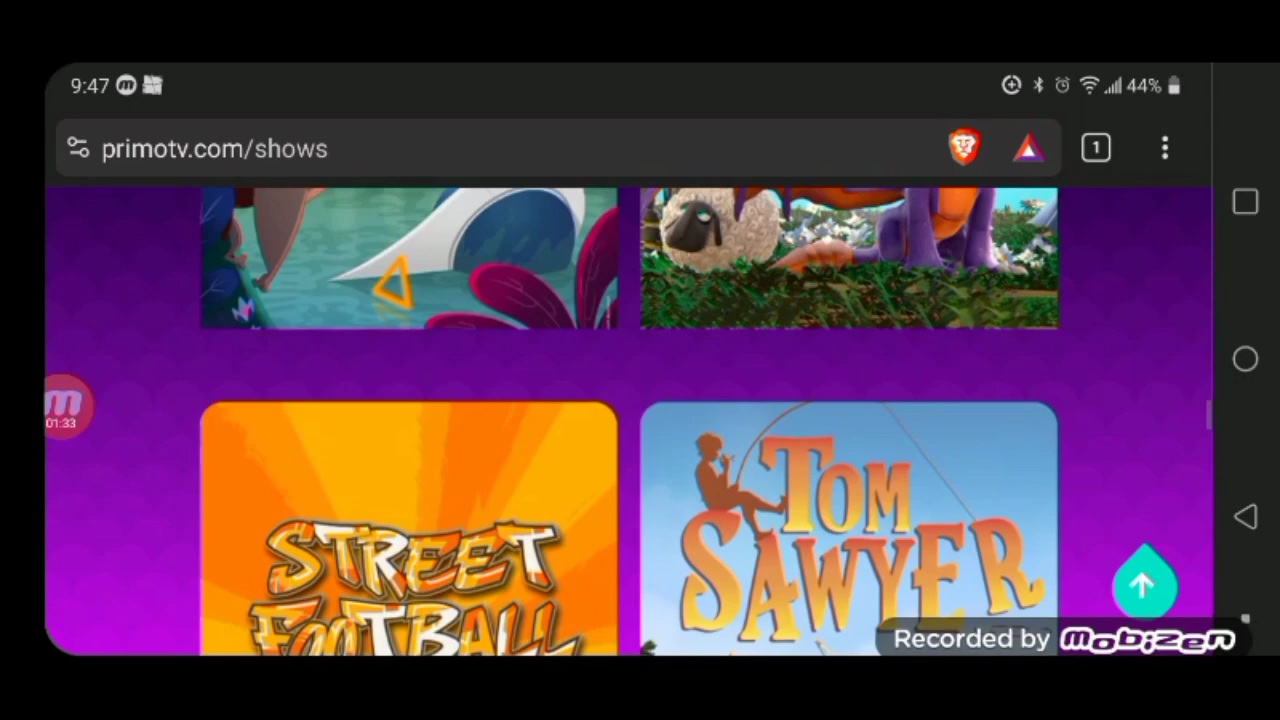 9:47
44%
primotv.com/shows
1
m
01:33
STREET
FOOTBALL
TOM
SAWYER
Recorded by mobizen